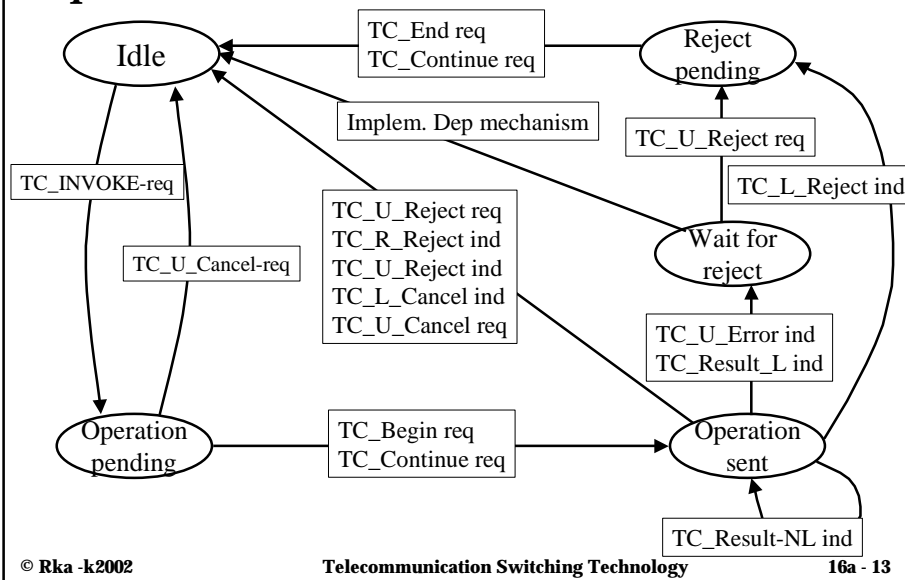 Idle
TC_End req
TC_Continue req
Reject
pending
Implem. Dep mechanism
TC_U_Reject req
TC_INVOKE-req
TC_L_Reject ind
TC_U_Reject req
TC_R_Reject ind
TC_U_Reject ind
TC_L_Cancel ind
TC_U_Cancel req
Wait for
reject
TC_U_Cancel-req
TC_U_Error ind
TC_Result_L ind
Operation
pending
TC_Begin req
TC_Continue req
Operation
sent
TC_Result-NL ind
© Rka -k2002 Telecommunication Switching Technology 16a - 13